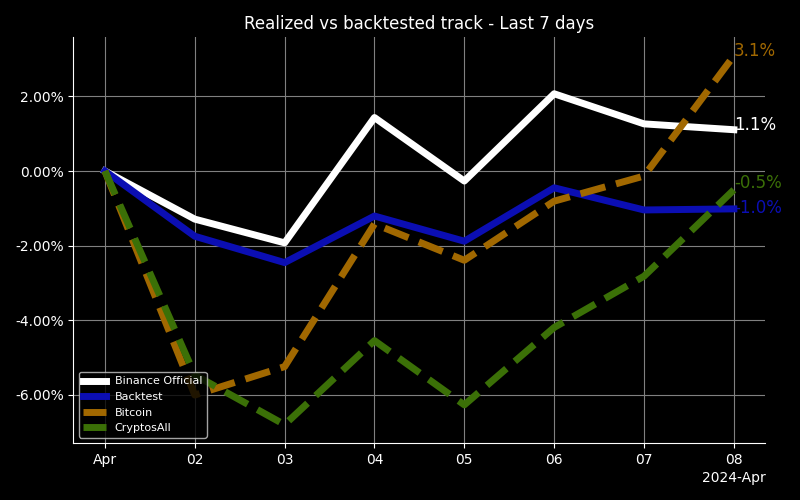 Realized vs backtested track - Last 7 days
3.1%
2.00%
1.1%
0.00%
-0.5%
-1.0%
-2.00%
-4.00%
-6.00%
Binance Official
Backtest
Bitcoin
CryptosAll
Apr 02 03 04 05 06 07 08
2024-Apr